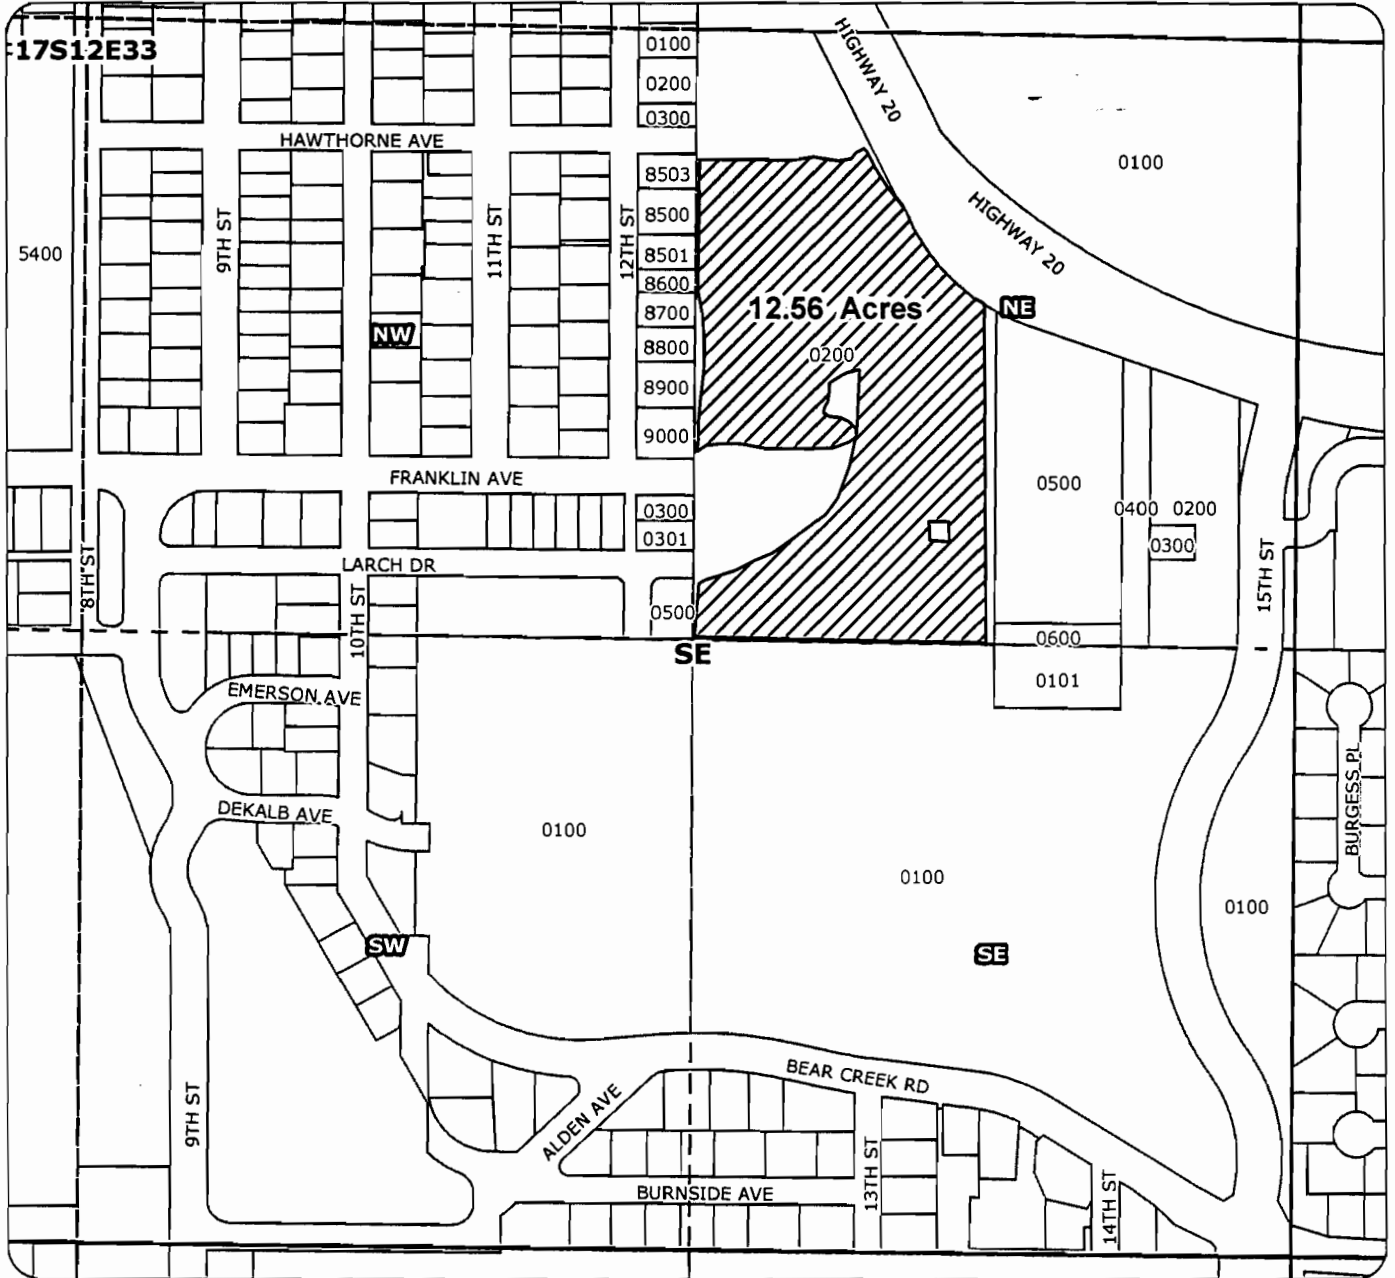 17S12E33
0100
0200
0300
HAWTHORNE AVE
HIGHWAY 20
0100
8503
5400
9TH ST
11TH ST
12TH ST
8500
HIGHWAY 20
8501
8600
8700
12.56 Acres
NE
NW
8800
0200
8900
9000
FRANKLIN AVE
0300
0500
0400
0200
0301
0300
LARCH DR
8TH ST
15TH ST
10TH ST
0500
0600
SE
0101
EMERSON AVE
BURGESS PL
DEKALB AVE
0100
0100
0100
SW
SE
BEAR CREEK RD
9TH ST
ALDEN AVE
13TH ST
14TH ST
BURNSIDE AVE